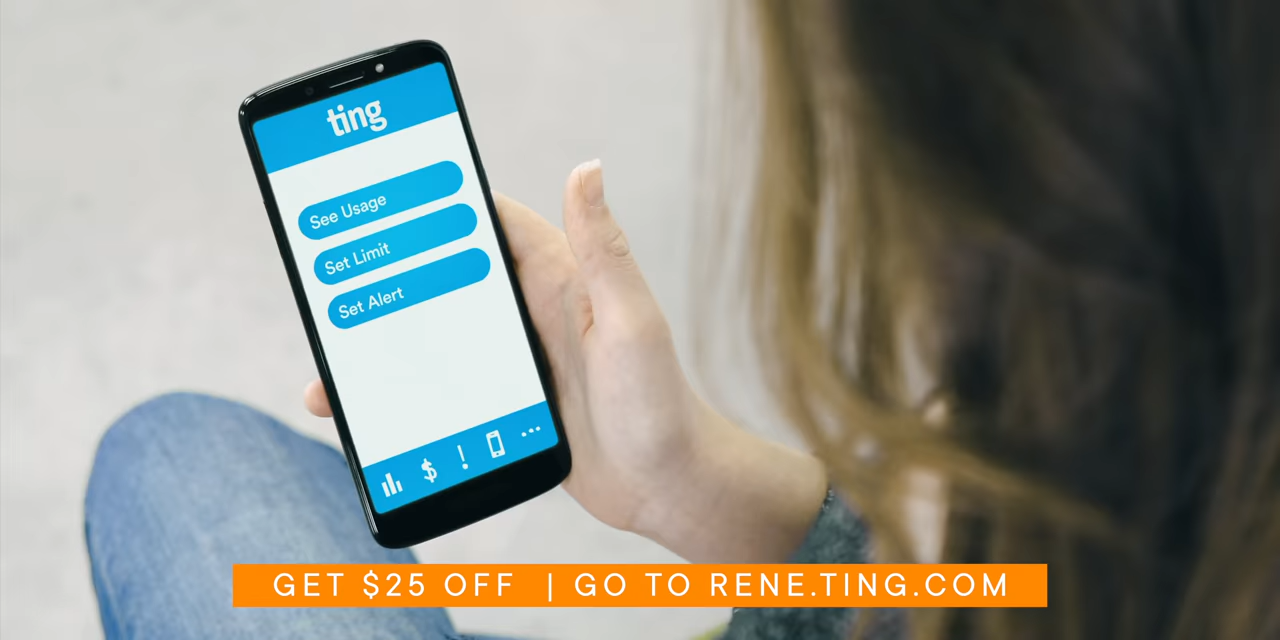 ting
See Usage
Set Limit
Set Alert
GET $25 OFF | GO TO RENE.TING.COM